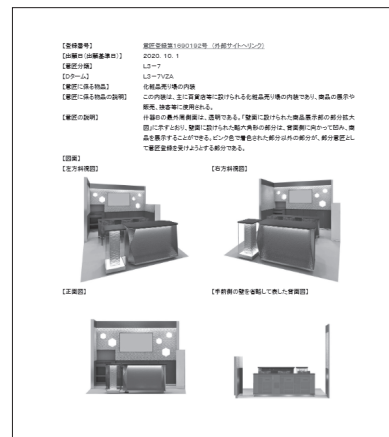 【登録番号】 意匠登録第1690192号 (外部サイトへリンク)
【出願日(出願基準日)】 2020. 10. 1
【意匠分類】 L3-7
【Dターム】 L3-7VZA
【意匠に係る物品】 化粧品売り場の内装
【意匠に係る物品の説明】 この内装は、主に百貨店等に設けられる化粧品売り場の内装であり、商品の展示や
販売、接客等に使用される。
【意匠の説明】 什器Bの最外周側面は、透明である。「壁面に設けられた商品展示部の部分拡大
図」に示すとおり、壁面に設けられた略六角形の部分は、背面側に向かって凹み、商
品を展示することができる。ピンク色で着色された部分以外の部分が、部分意匠とし
て意匠登録を受けようとする部分である。
【図面】
【左方斜視図】 【右方斜視図】
【正面図】 【手前側の壁を省略して表した背面図】